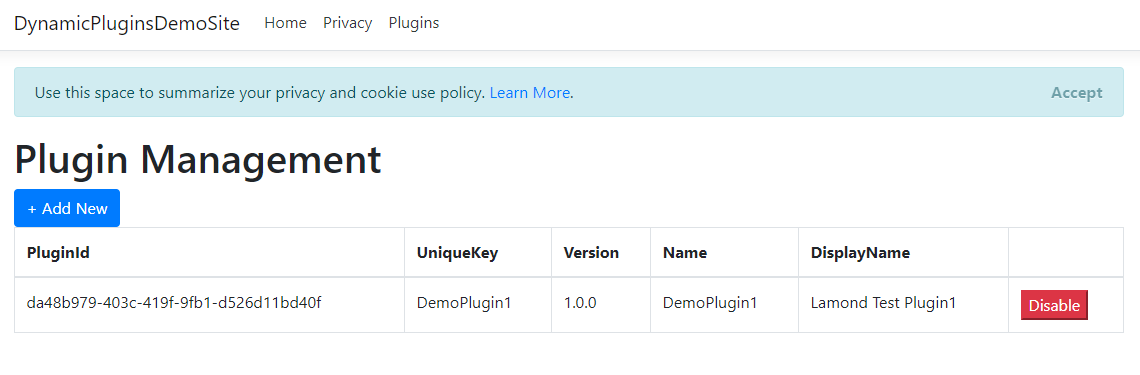 DynamicPluginsDemoSite Home Privacy Plugins
Use this space to summarize your privacy and cookie use policy. Learn More. Accept
Plugin Management
+ Add New
PluginId UniqueKey Version Name DisplayName
da48b979-403c-419f-9fb1-d526d11bd40f DemoPlugin1 1.0.0 DemoPlugin1 Lamond Test Plugin1 Disable